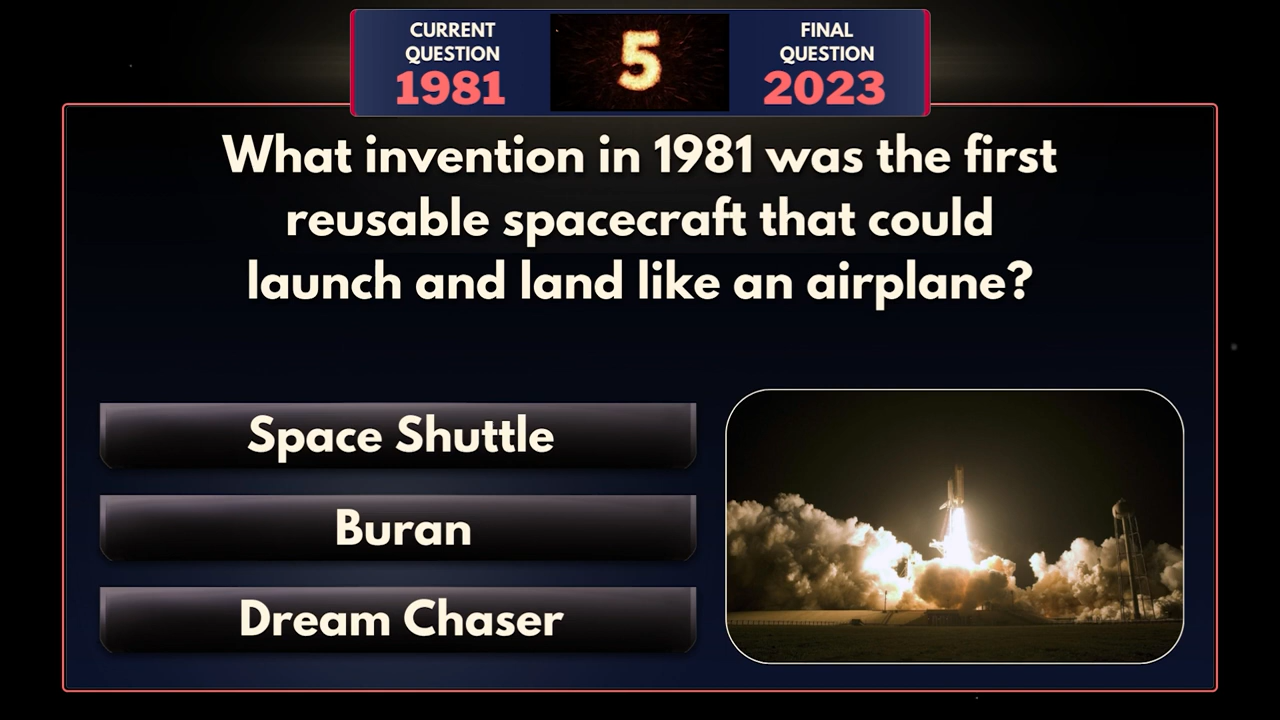 CURRENT
QUESTION
1981
5
FINAL
QUESTION
2023
What invention in 1981 was the first
reusable spacecraft that could
launch and land like an airplane?
Space Shuttle
Buran
Dream Chaser